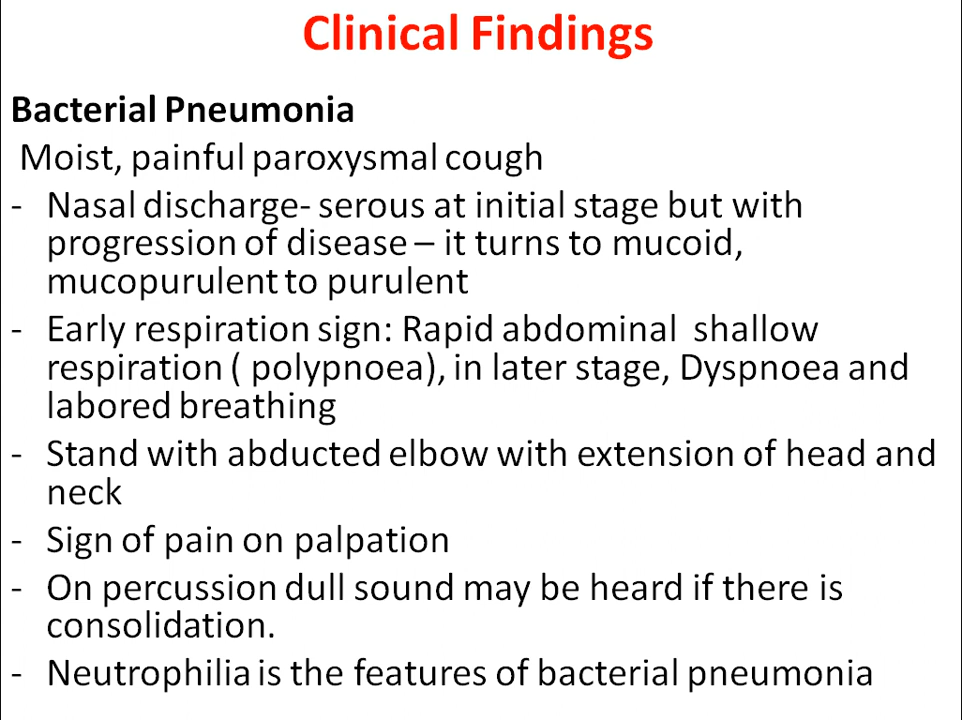 Clinical Findings
Bacterial Pneumonia
Moist, painful paroxysmal cough
- Nasal discharge- serous at initial stage but with
progression of disease – it turns to mucoid,
mucopurulent to purulent
- Early respiration sign: Rapid abdominal shallow
respiration ( polypnoea), in later stage, Dyspnoea and
labored breathing
- Stand with abducted elbow with extension of head and
neck
- Sign of pain on palpation
- On percussion dull sound may be heard if there is
consolidation.
- Neutrophilia is the features of bacterial pneumonia